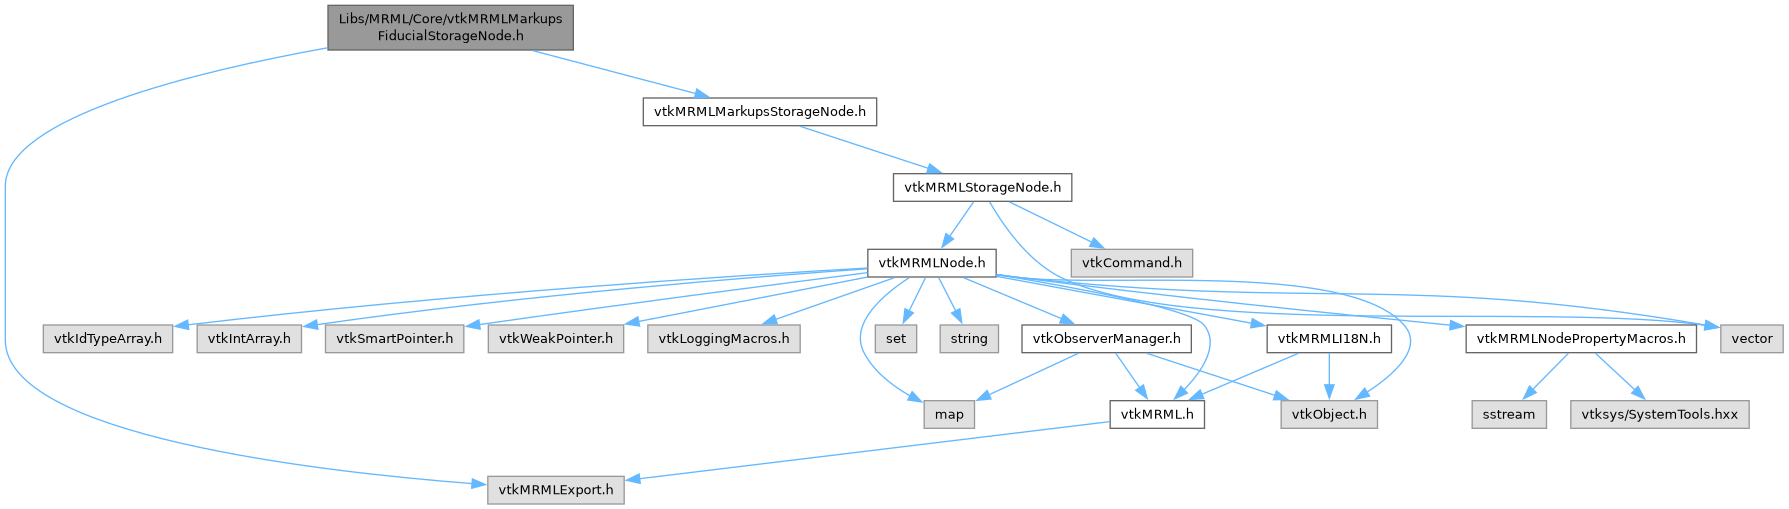 Libs/MRML/Core/vtkMRMLMarkups
FiducialStorageNode.h
vtkMRMLMarkupsStorageNode.h
vtkMRMLStorageNode.h
vtkMRMLNode.h
vtkCommand.h
vtkIdTypeArray.h
vtkIntArray.h
vtkSmartPointer.h
vtkWeakPointer.h
vtkLoggingMacros.h
set
string
vtkObserverManager.h
vtkMRMLI18N.h
vtkMRMLNodePropertyMacros.h
vector
map
vtkMRML.h
vtkObject.h
sstream
vtksys/SystemTools.hxx
vtkMRMLExport.h